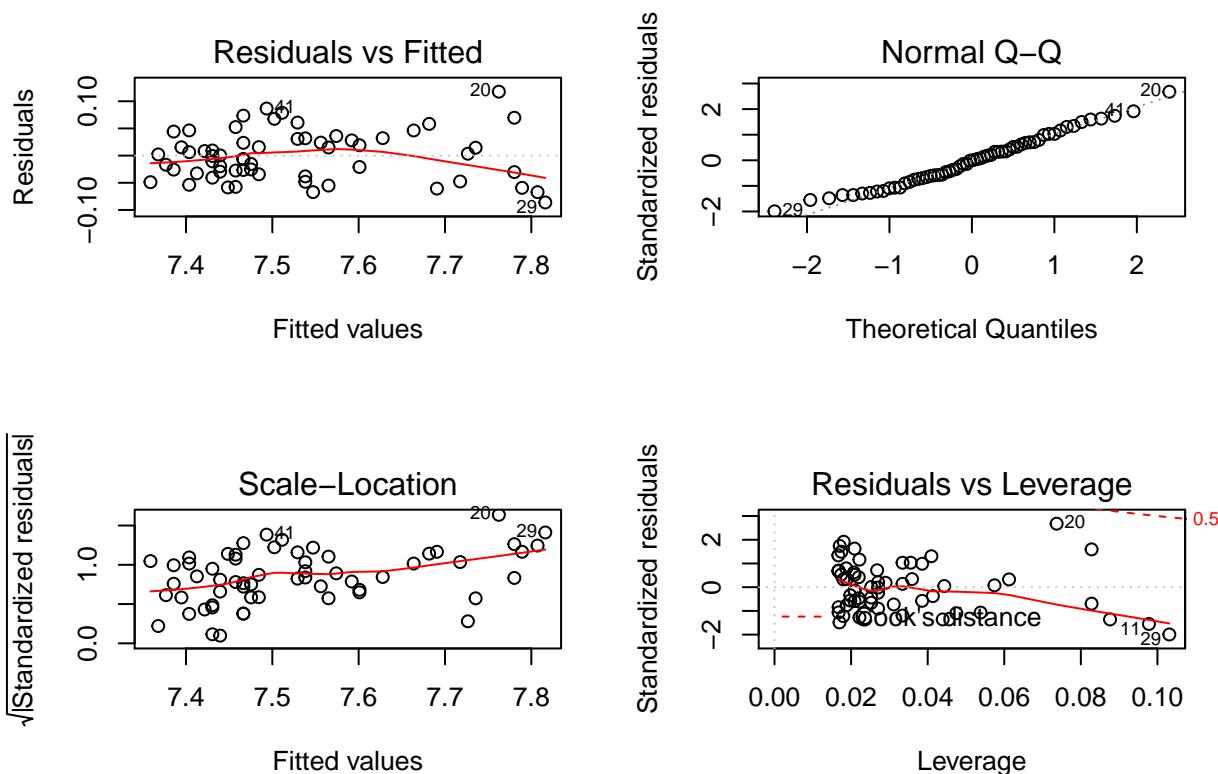 Residuals vs Fitted
Residuals
0.10
−0.10
20
41
29
7.4 7.5 7.6 7.7 7.8
Fitted values
Normal Q−Q
Standardized residuals
2
0
−2
20
41
29
−2 −1 0 1 2
Theoretical Quantiles
Scale−Location
√|Standardized residuals|
1.0
0.0
20
41
29
7.4 7.5 7.6 7.7 7.8
Fitted values
Residuals vs Leverage
Standardized residuals
2
0
−2
0.5
20
Cook's distance
11
29
0.00 0.02 0.04 0.06 0.08 0.10
Leverage